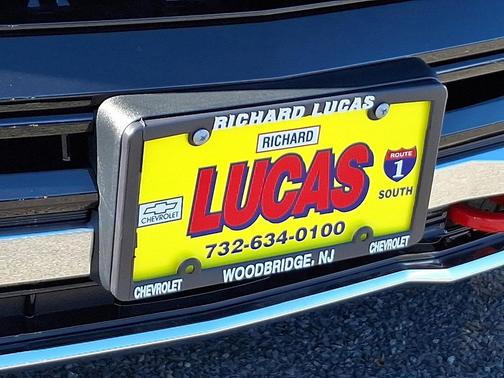 RICHARD LUCAS
RICHARD
LUCAS
ROUTE
1
SOUTH
CHEVROLET
732-634-0100
CHEVROLET
WOODBRIDGE, NJ
CHEVROLET